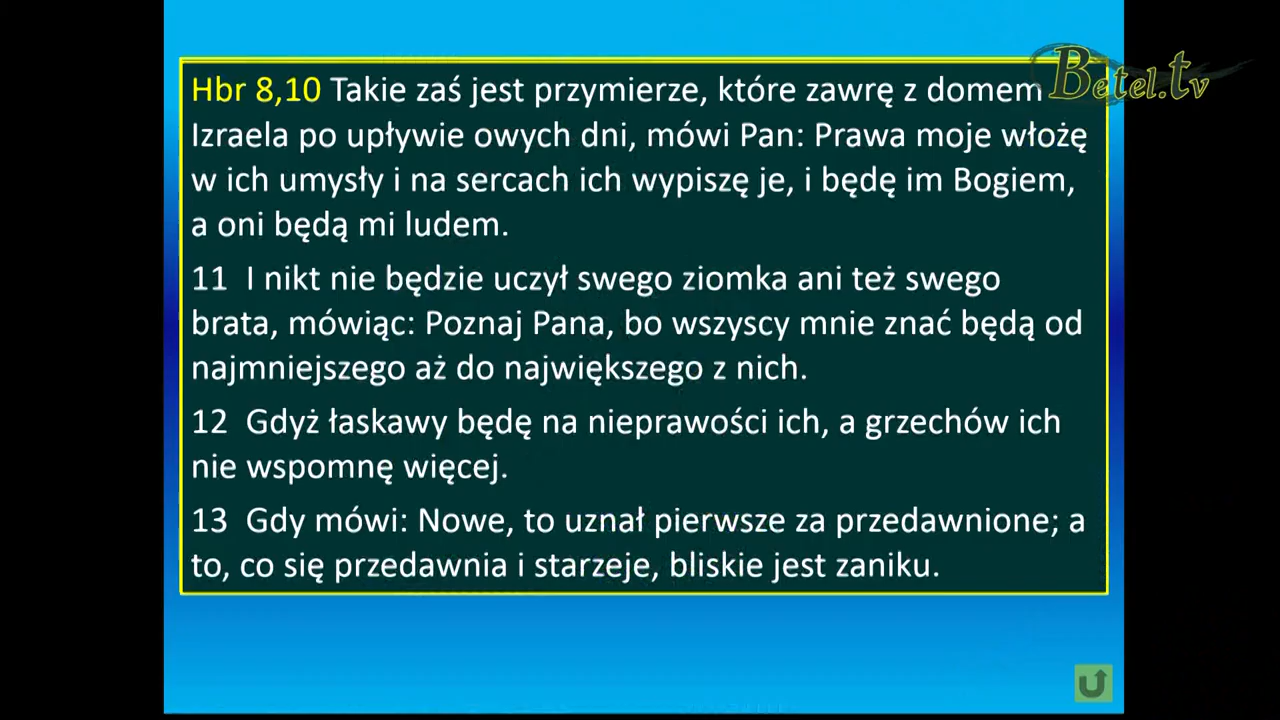 Betel.tv
Hbr 8,10 Takie zaś jest przymierze, które zawrę z domem
Izraela po upływie owych dni, mówi Pan: Prawa moje włożę
w ich umysły i na sercach ich wypiszę je, i będę im Bogiem,
a oni będą mi ludem.
11 I nikt nie będzie uczył swego ziomka ani też swego
brata, mówiąc: Poznaj Pana, bo wszyscy mnie znać będą od
najmniejszego aż do największego z nich.
12 Gdyż łaskawy będę na nieprawości ich, a grzechów ich
nie wspomnę więcej.
13 Gdy mówi: Nowe, to uznał pierwsze za przedawnione; a
to, co się przedawnia i starzeje, bliskie jest zaniku.